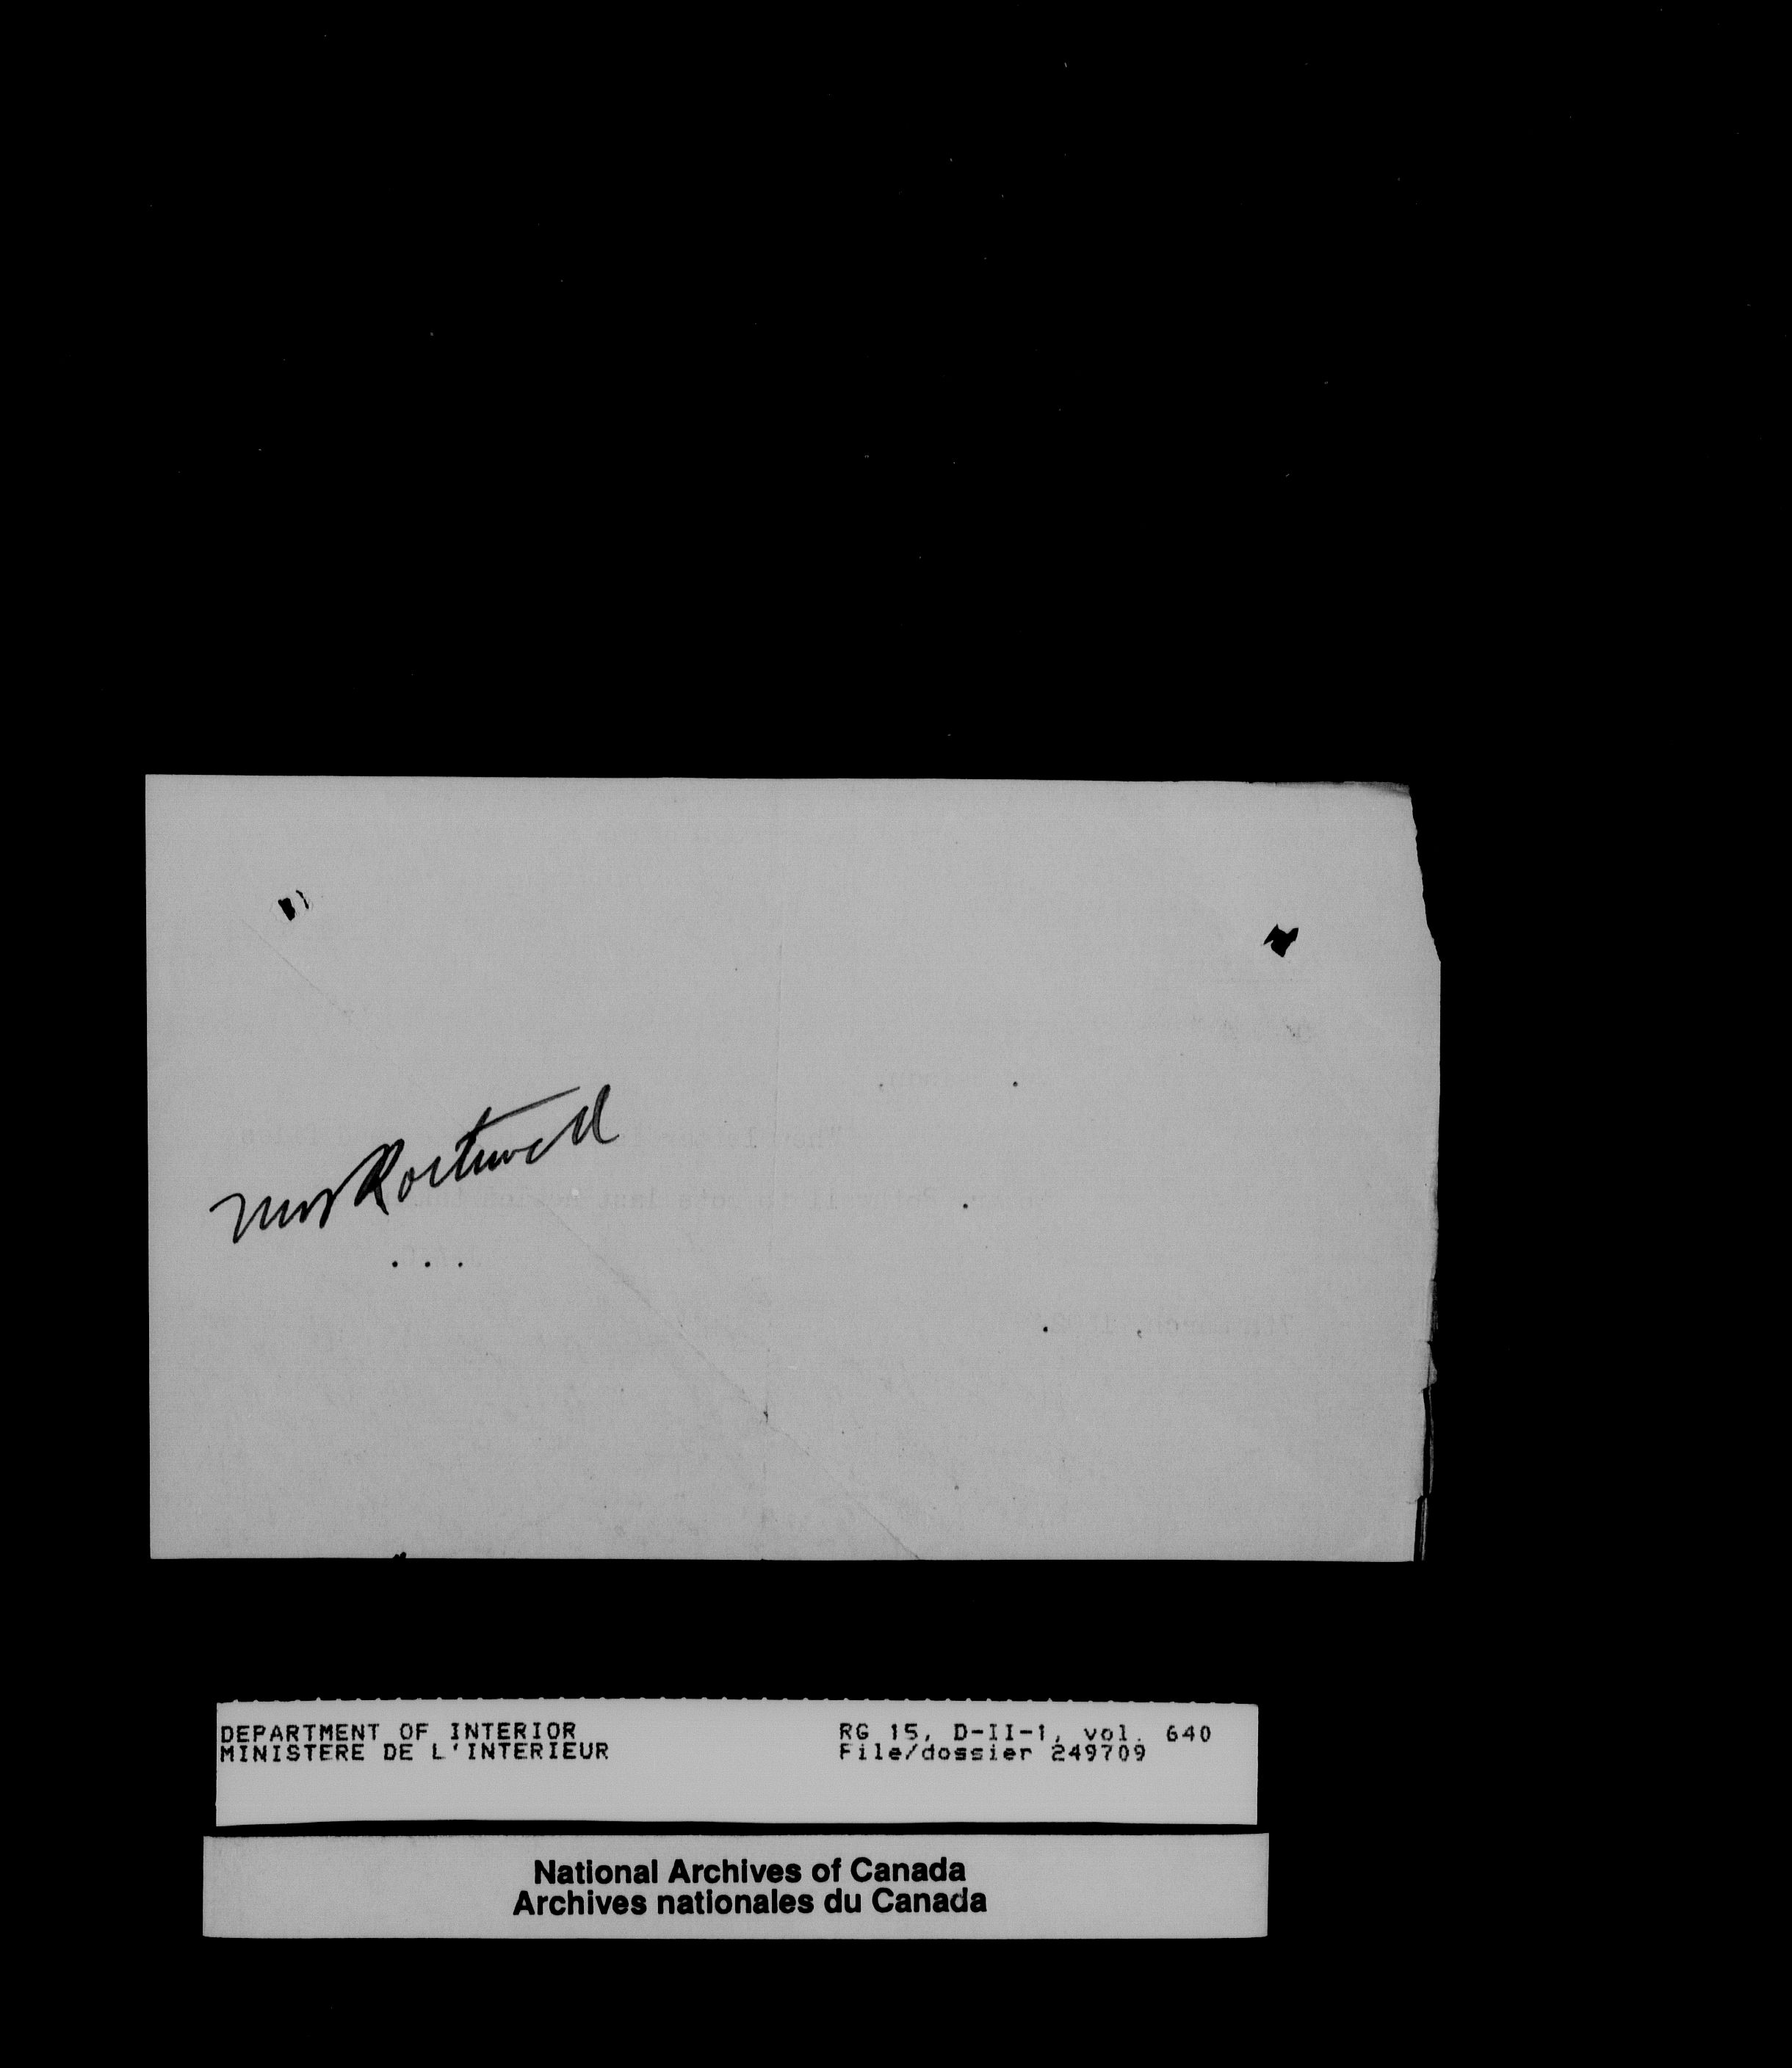 Mr Rothwell
DEPARTMENT OF INTERIOR
MINISTERE DE L'INTERIEUR
RG 15, D-II-1, vol. 640
File/dossier 249709
National Archives of Canada
Archives nationales du Canada